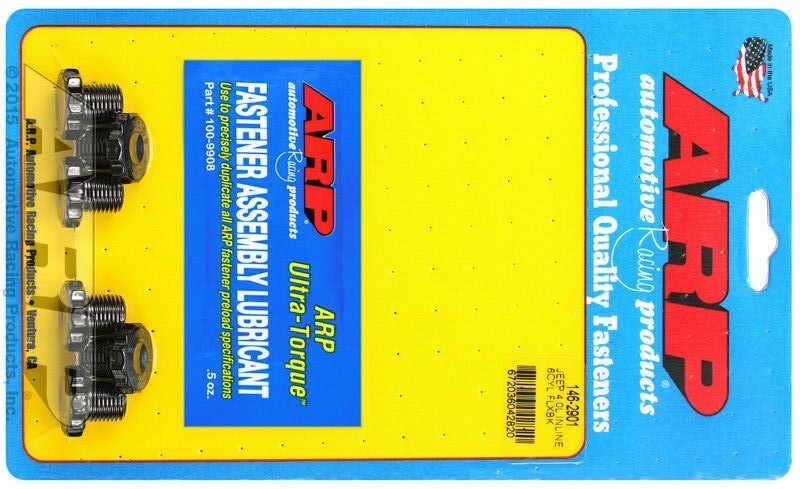 Made in the USA
ARP
automotive Racing products
Professional Quality Fasteners
146-2901
JEEP 4.0L INLINE
6CYL FLXBK
672036042820
ARP
automotive Racing products
ARP
Ultra-Torque™
FASTENER ASSEMBLY LUBRICANT
Use to precisely duplicate all ARP fastener preload specifications
Part # 100-9908
.5 oz.
ARP
A.R.P. Automotive Racing Products • Ventura, CA
© 2015 Automotive Racing Products, Inc.